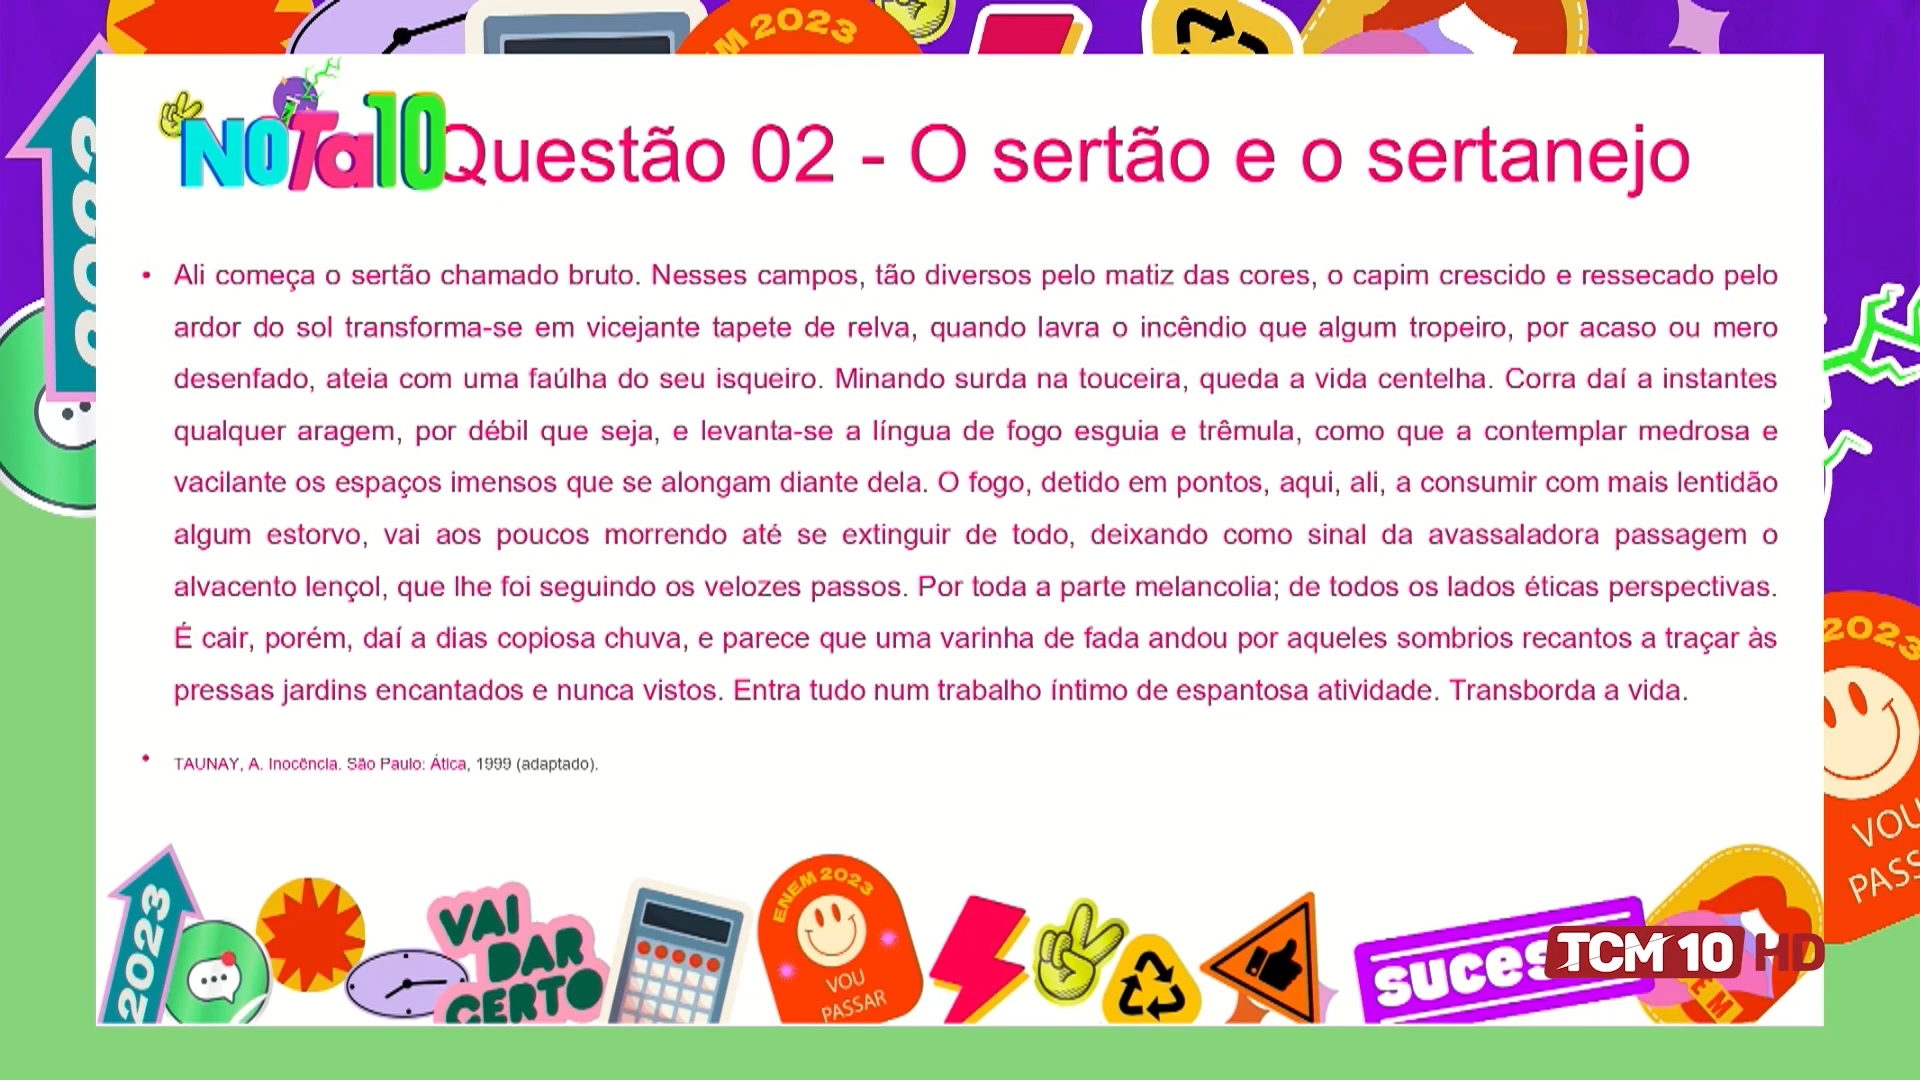 M 2023
2023
NOTa10
Questão 02 - O sertão e o sertanejo
• Ali começa o sertão chamado bruto. Nesses campos, tão diversos pelo matiz das cores, o capim crescido e ressecado pelo
ardor do sol transforma-se em vicejante tapete de relva, quando lavra o incêndio que algum tropeiro, por acaso ou mero
desenfado, ateia com uma faúlha do seu isqueiro. Minando surda na touceira, queda a vida centelha. Corra daí a instantes
qualquer aragem, por débil que seja, e levanta-se a língua de fogo esguia e trêmula, como que a contemplar medrosa e
vacilante os espaços imensos que se alongam diante dela. O fogo, detido em pontos, aqui, ali, a consumir com mais lentidão
algum estorvo, vai aos poucos morrendo até se extinguir de todo, deixando como sinal da avassaladora passagem o
alvacento lençol, que lhe foi seguindo os velozes passos. Por toda a parte melancolia; de todos os lados éticas perspectivas.
É cair, porém, daí a dias copiosa chuva, e parece que uma varinha de fada andou por aqueles sombrios recantos a traçar às
pressas jardins encantados e nunca vistos. Entra tudo num trabalho íntimo de espantosa atividade. Transborda a vida.
• TAUNAY, A. Inocência. São Paulo: Ática, 1999 (adaptado).
2023
VOU
PASS
2023
VAI
DAR
CERTO
ENEM 2023
VOU
PASSAR
suces
TCM 10 HD
EM